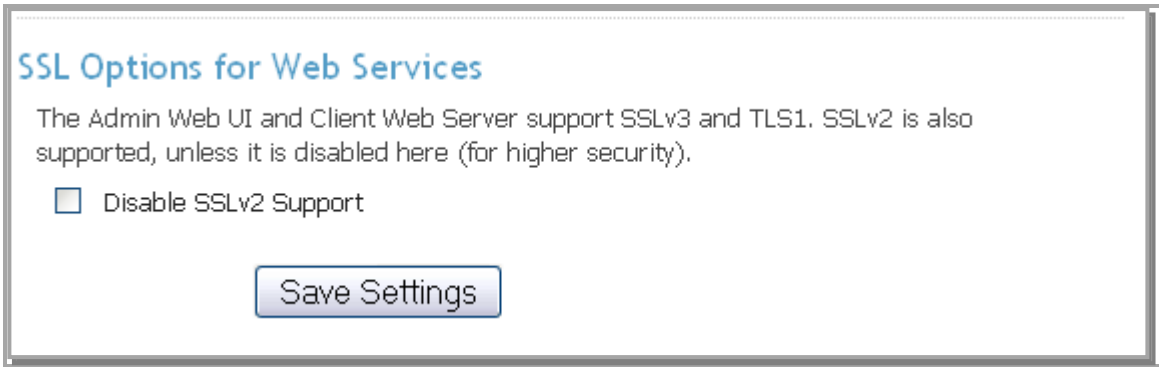 SSL Options for Web Services
The Admin Web UI and Client Web Server support SSLv3 and TLS1. SSLv2 is also
supported, unless it is disabled here (for higher security).
Disable SSLv2 Support
Save Settings